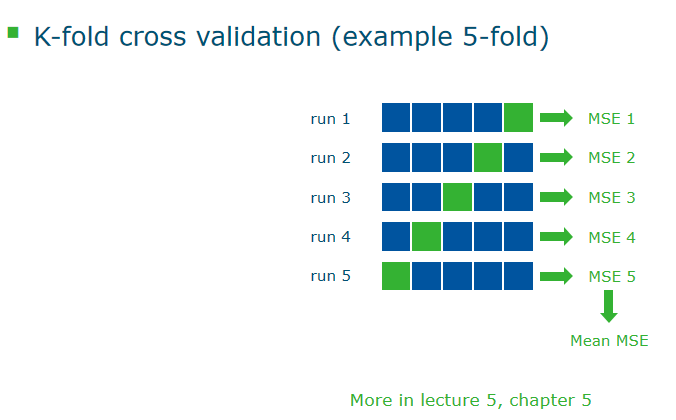 K-fold cross validation (example 5-fold)
run 1 MSE 1
run 2 MSE 2
run 3 MSE 3
run 4 MSE 4
run 5 MSE 5
Mean MSE
More in lecture 5, chapter 5